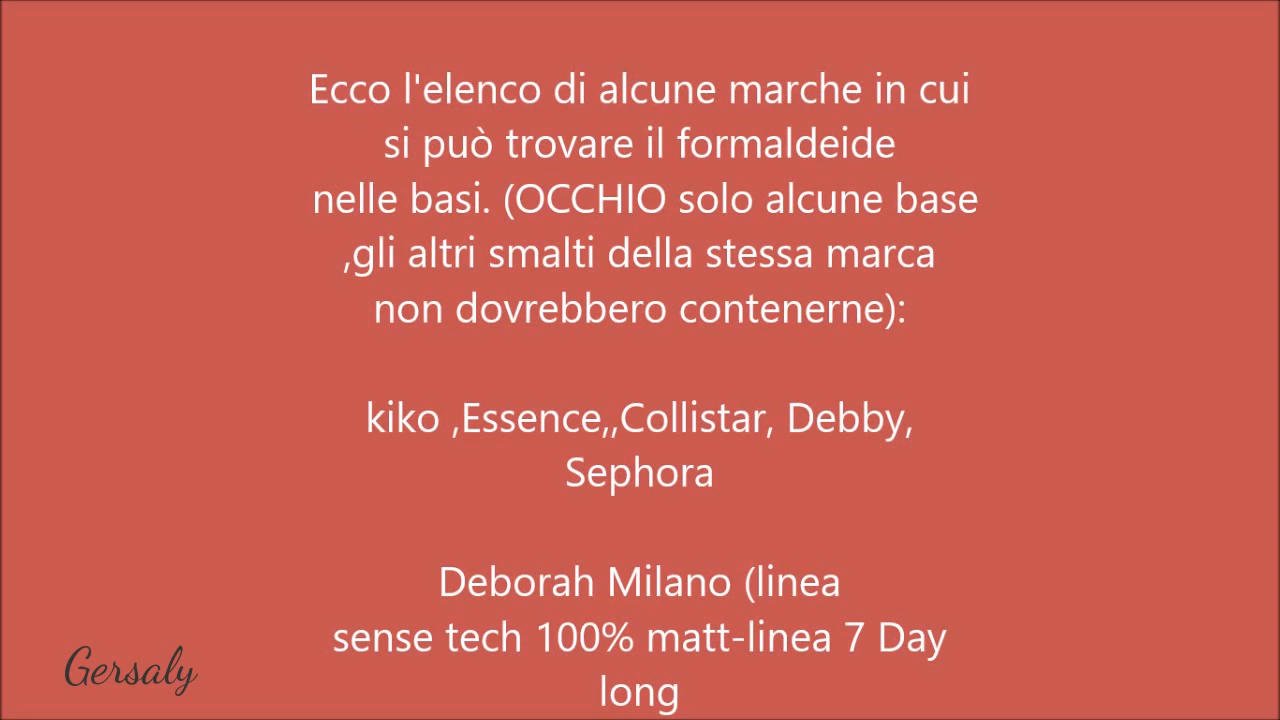 Ecco l'elenco di alcune marche in cui
si può trovare il formaldeide
nelle basi. (OCCHIO solo alcune base
,gli altri smalti della stessa marca
non dovrebbero contenerne):
kiko ,Essence,,Collistar, Debby,
Sephora
Deborah Milano (linea
sense tech 100% matt-linea 7 Day
long
Gersaly